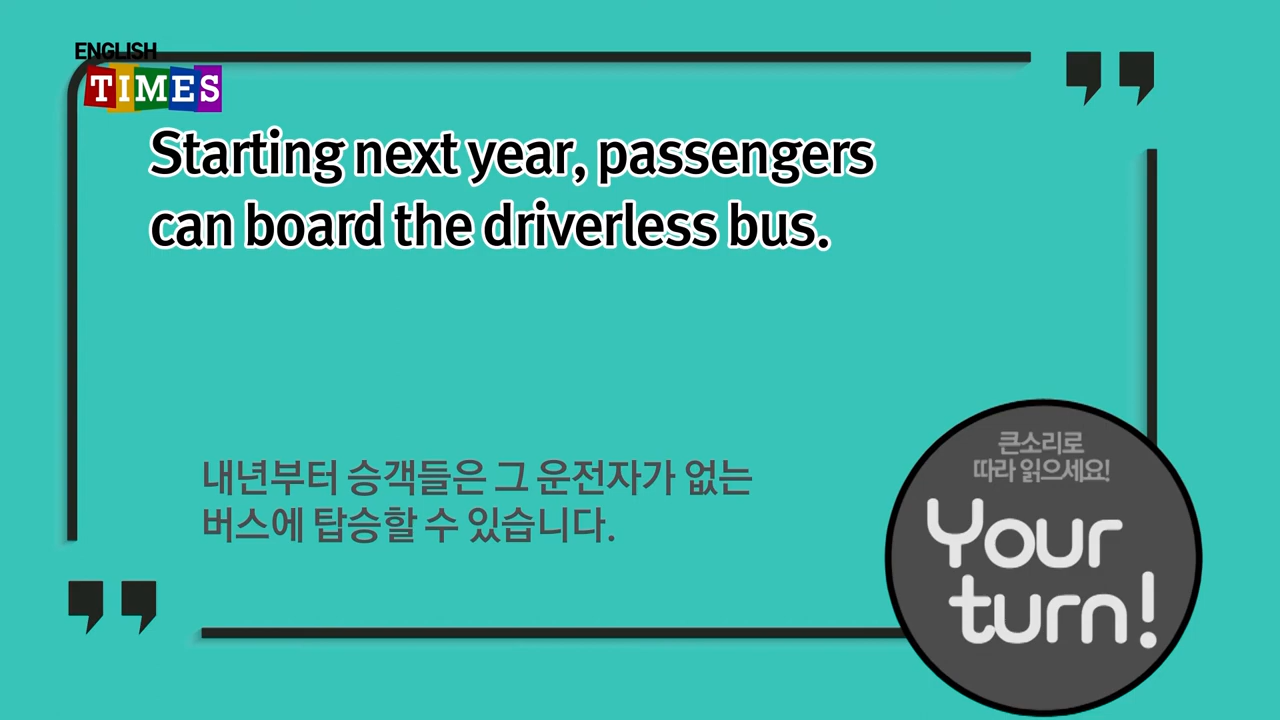 ENGLISH
TIMES
Starting next year, passengers
can board the driverless bus.
내년부터 승객들은 그 운전자가 없는
버스에 탑승할 수 있습니다.
큰소리로
따라 읽으세요!
Your
turn!